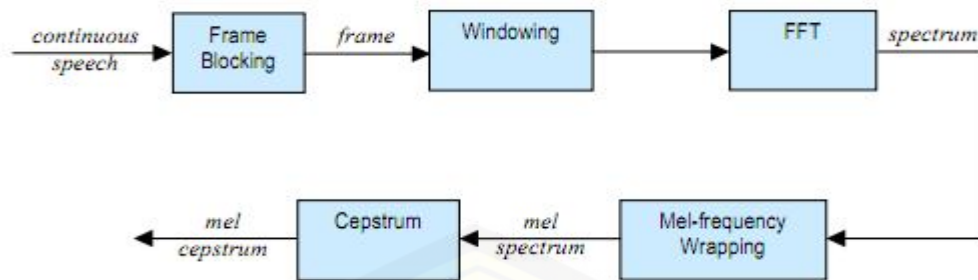 continuous
speech
Frame
Blocking
frame
Windowing
FFT
spectrum
mel
cepstrum
Cepstrum
mel
spectrum
Mel-frequency
Wrapping